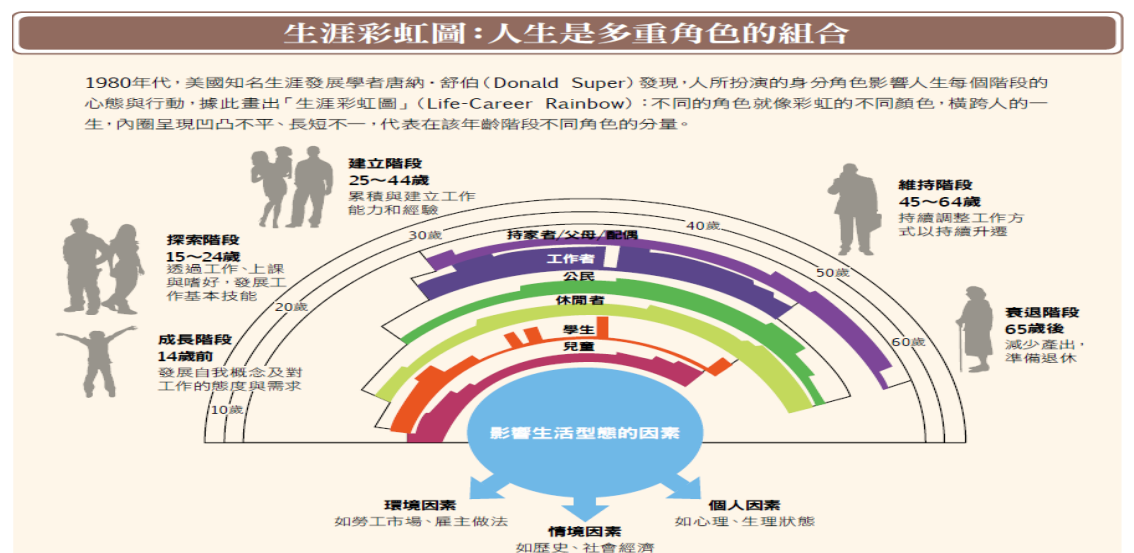 生涯彩虹圖：人生是多重角色的組合
1980年代，美國知名生涯發展學者唐納·舒伯（Donald Super）發現，人所扮演的身分角色影響人生每個階段的
心態與行動，據此畫出「生涯彩虹圖」（Life-Career Rainbow）：不同的角色就像彩虹的不同顏色，橫跨人的一
生，內圈呈現凹凸不平、長短不一，代表在該年齡階段不同角色的分量。
建立階段
25～44歲
累積與建立工作
能力和經驗
維持階段
45～64歲
持續調整工作方
式以持續升遷
探索階段
15～24歲
透過工作、上課
與嗜好，發展工
作基本技能
成長階段
14歲前
發展自我概念及對
工作的態度與需求
衰退階段
65歲後
減少產出，
準備退休
10歲
20歲
30歲
40歲
50歲
60歲
持家者/父母/配偶
工作者
公民
休閒者
學生
兒童
影響生活型態的因素
環境因素
如勞工市場、雇主做法
情境因素
如歷史、社會經濟
個人因素
如心理、生理狀態